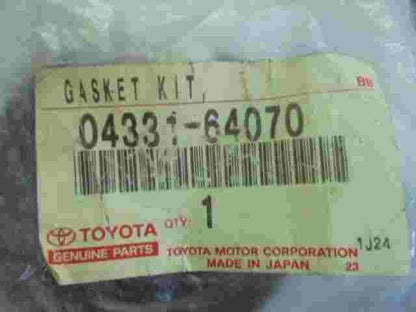 GASKET KIT,
BB
04331-64070
TOYOTA QTY: 1
GENUINE PARTS
TOYOTA MOTOR CORPORATION 1J24
MADE IN JAPAN 23